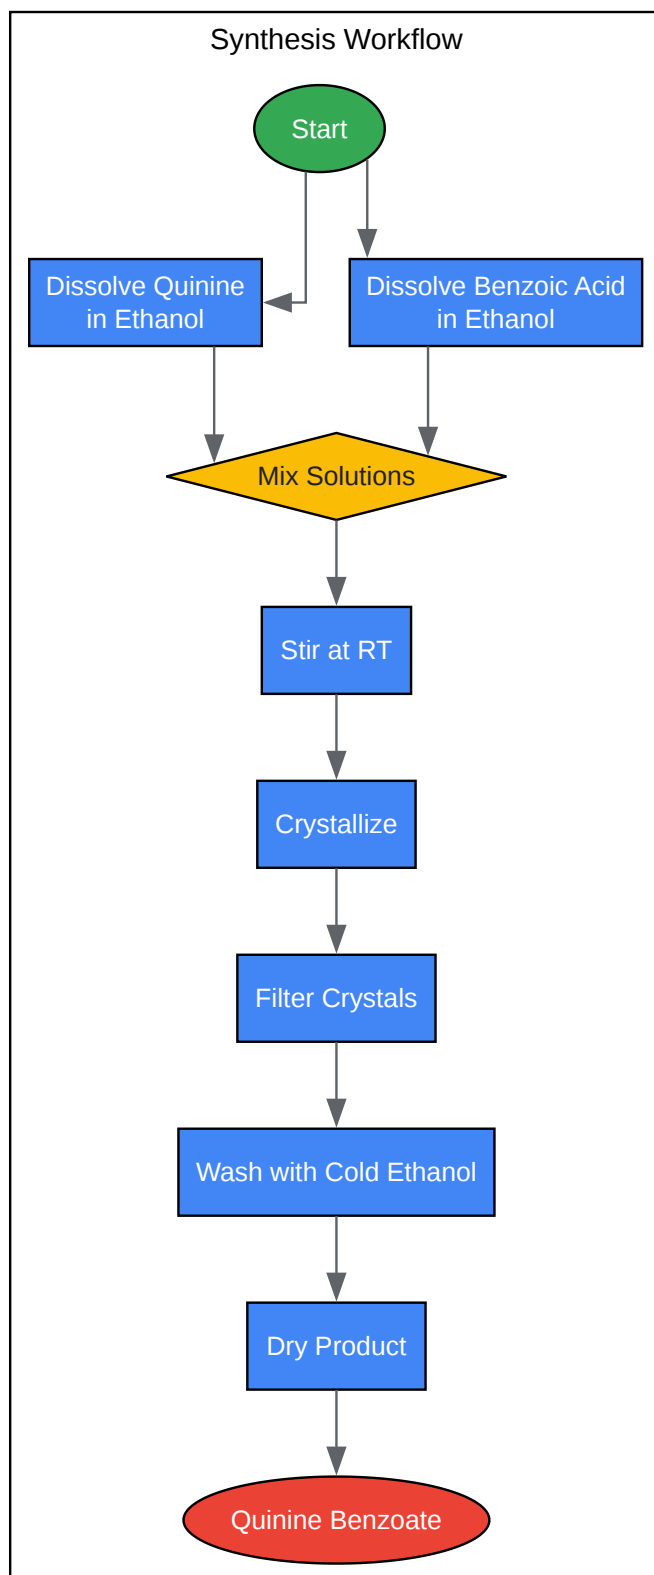 Synthesis Workflow
Start
Dissolve Quinine
in Ethanol
Dissolve Benzoic Acid
in Ethanol
Mix Solutions
Stir at RT
Crystallize
Filter Crystals
Wash with Cold Ethanol
Dry Product
Quinine Benzoate